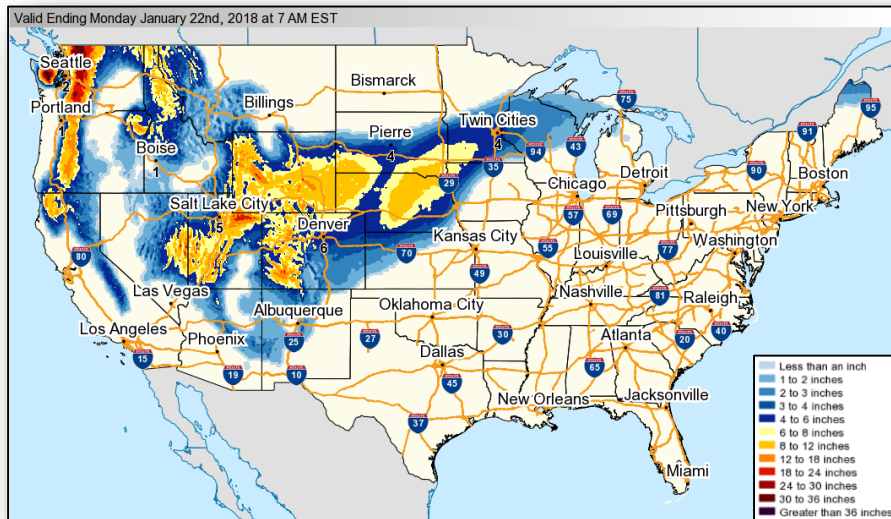 Valid Ending Monday January 22nd, 2018 at 7 AM EST
Seattle
2
Portland
1
Billings
Bismarck
Twin Cities
4
75
95
Boise
1
Pierre
4
94
43
91
29
35
90
Boston
Salt Lake City
5
Chicago
Detroit
New York
Denver
6
57
69
Pittsburgh
80
70
Kansas City
55
Louisville
77
Washington
49
Las Vegas
Albuquerque
Oklahoma City
Nashville
81
Raleigh
Los Angeles
Phoenix
25
27
30
Atlanta
20
40
15
19
10
Dallas
45
65
37
New Orleans
Jacksonville
Miami
Less than an inch
1 to 2 inches
2 to 3 inches
3 to 4 inches
4 to 6 inches
6 to 8 inches
8 to 12 inches
12 to 18 inches
18 to 24 inches
24 to 30 inches
30 to 36 inches
Greater than 36 inches